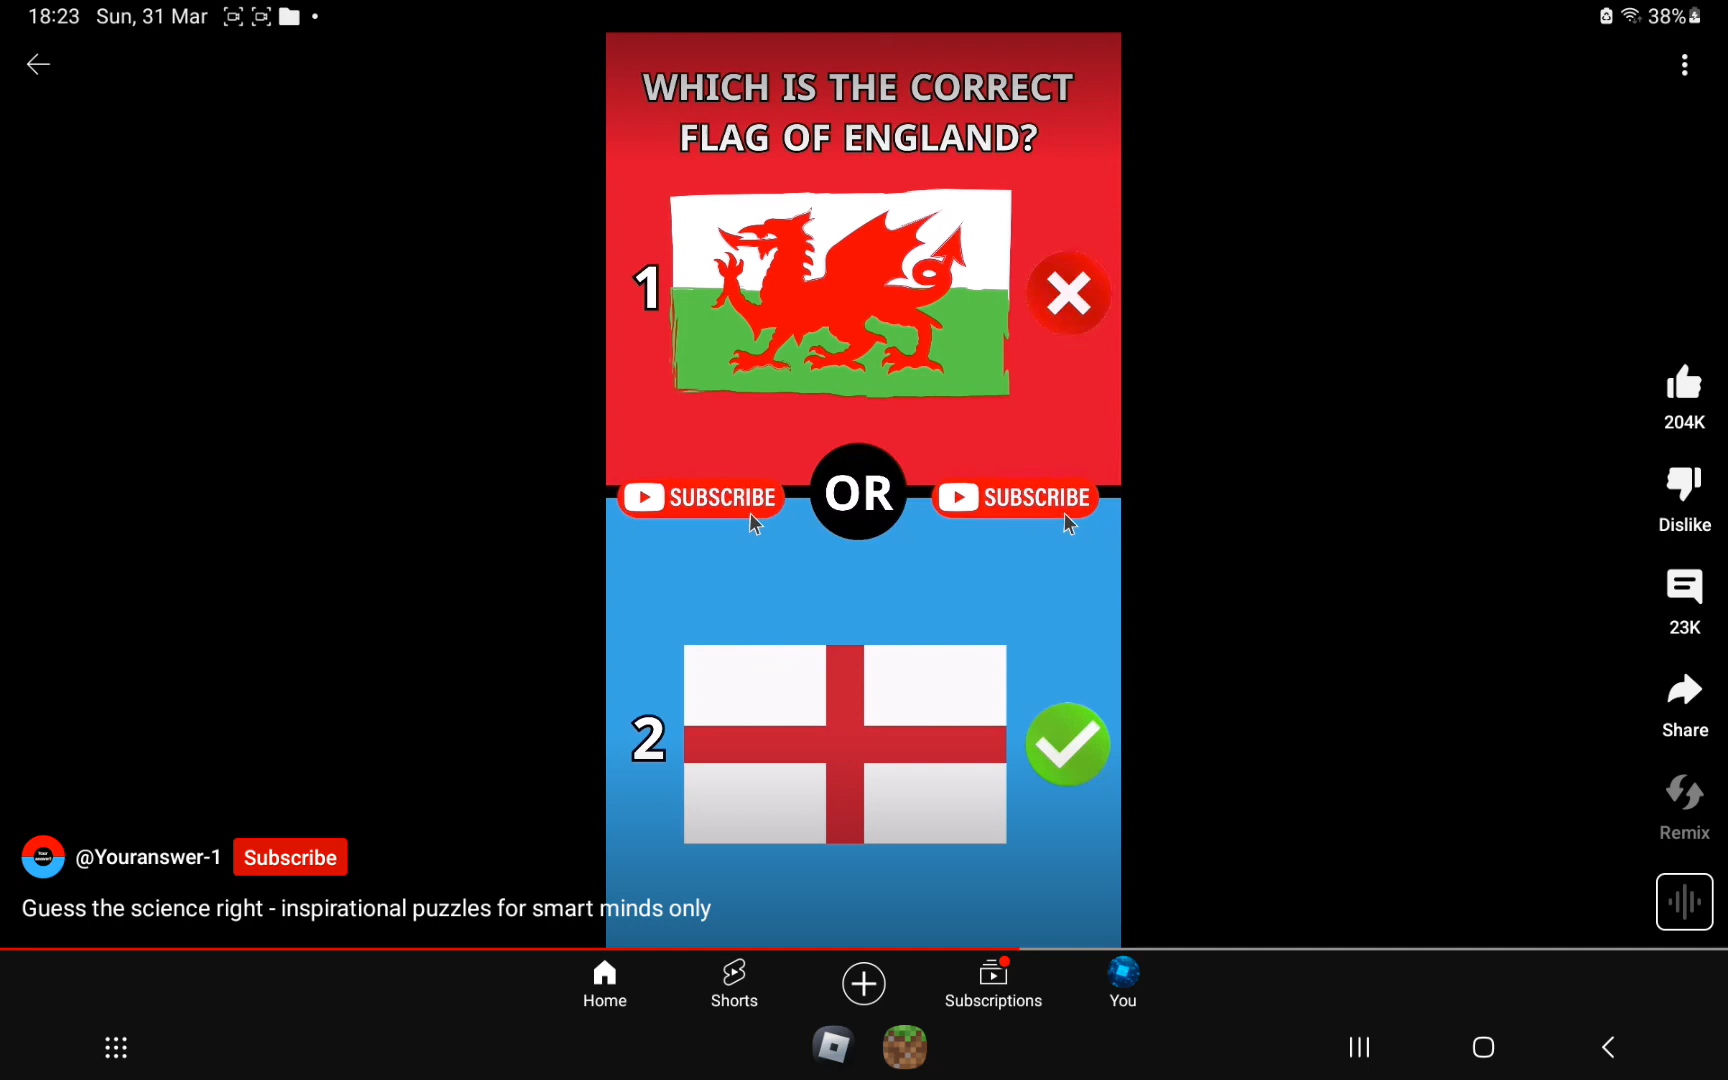 18:23 Sun, 31 Mar
38%
WHICH IS THE CORRECT
FLAG OF ENGLAND?
1
SUBSCRIBE
OR
SUBSCRIBE
2
204K
Dislike
23K
Share
Remix
@Youranswer-1 Subscribe
Guess the science right - inspirational puzzles for smart minds only
Home
Shorts
Subscriptions
You